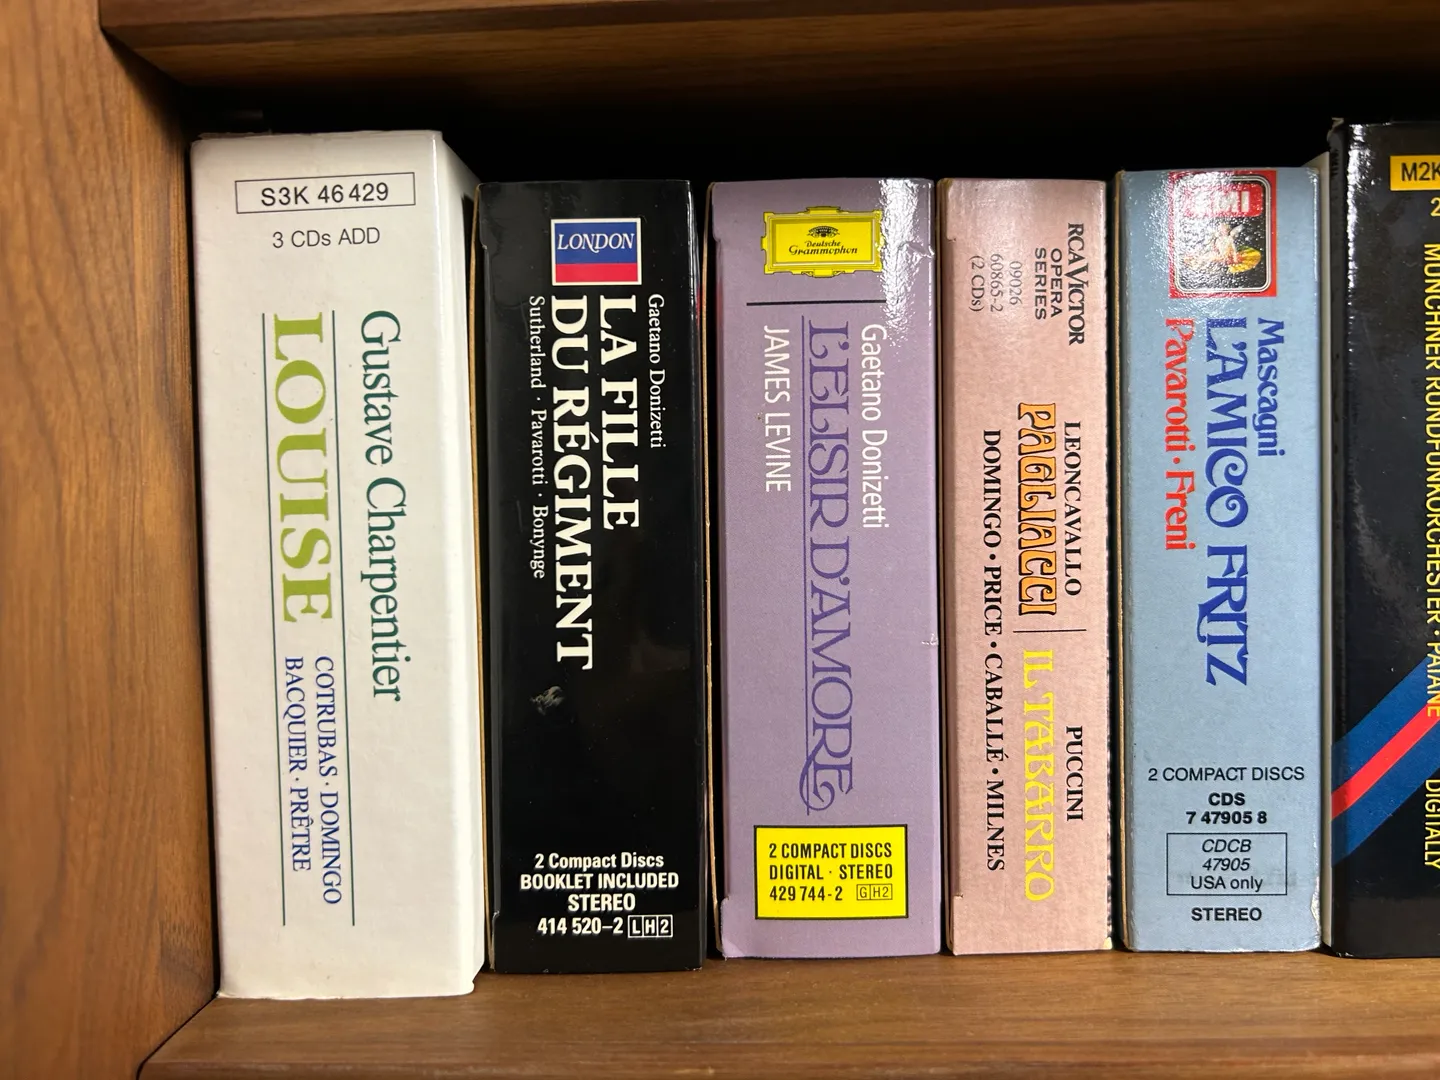 S3K 46429
3 CDs ADD
Gustave Charpentier
LOUISE
COTRUBAS · DOMINGO
BACQUIER · PRÊTRE
LONDON
Gaetano Donizetti
LA FILLE
DU RÉGIMENT
Sutherland · Pavarotti · Bonynge
2 Compact Discs
BOOKLET INCLUDED
STEREO
414 520-2 LH2
Deutsche
Grammophon
Gaetano Donizetti
L'ELISIR D'AMORE
JAMES LEVINE
2 COMPACT DISCS
DIGITAL · STEREO
429 744-2 GH2
RCA VICTOR
OPERA
SERIES
09026
60865-2
(2 CDs)
LEONCAVALLO
PAGLIACCI
PUCCINI
IL TABARRO
DOMINGO • PRICE • CABALLÉ • MILNES
EMI
Mascagni
L'AMICO FRITZ
Pavarotti · Freni
2 COMPACT DISCS
CDS
7 47905 8
CDCB
47905
USA only
STEREO
M2K
2
MÜNCHNER RUNDFUNKORCHESTER · PATANÈ
DIGITALLY